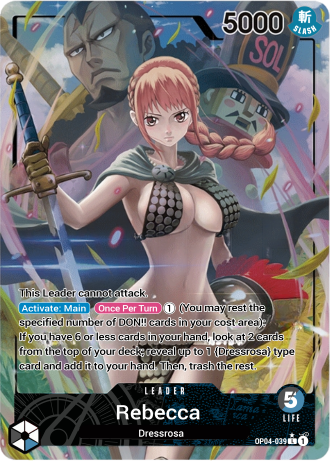 5000
斬
SLASH
SOL
This Leader cannot attack.
Activate: Main Once Per Turn ① (You may rest the
specified number of DON!! cards in your cost area):
If you have 6 or less cards in your hand, look at 2 cards
from the top of your deck; reveal up to 1 {Dressrosa} type
card and add it to your hand. Then, trash the rest.
LEADER
Rebecca
Dressrosa
5
LIFE
OP04-039 L 1